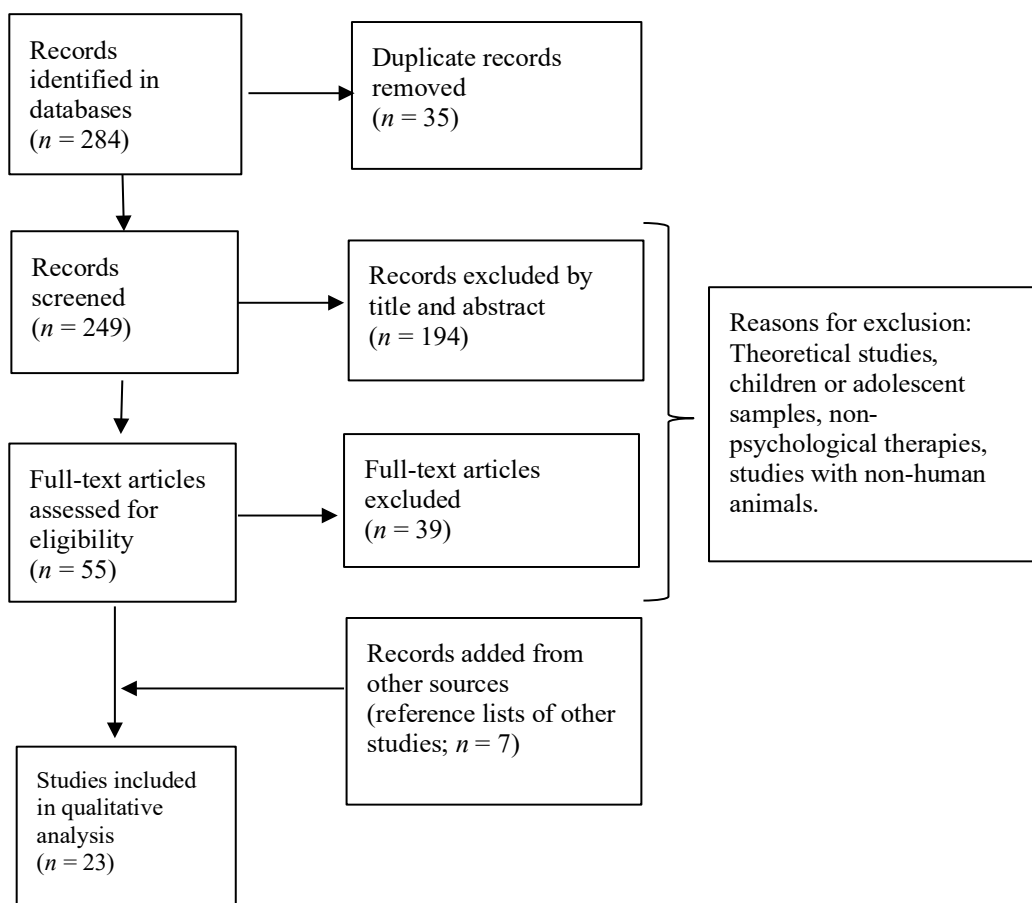 Records
identified in
databases
(n = 284)
Duplicate records
removed
(n = 35)
Records
screened
(n = 249)
Records excluded by
title and abstract
(n = 194)
Reasons for exclusion:
Theoretical studies,
children or adolescent
samples, non-
psychological therapies,
studies with non-human
animals.
Full-text articles
assessed for
eligibility
(n = 55)
Full-text articles
excluded
(n = 39)
Records added from
other sources
(reference lists of other
studies; n = 7)
Studies included
in qualitative
analysis
(n = 23)